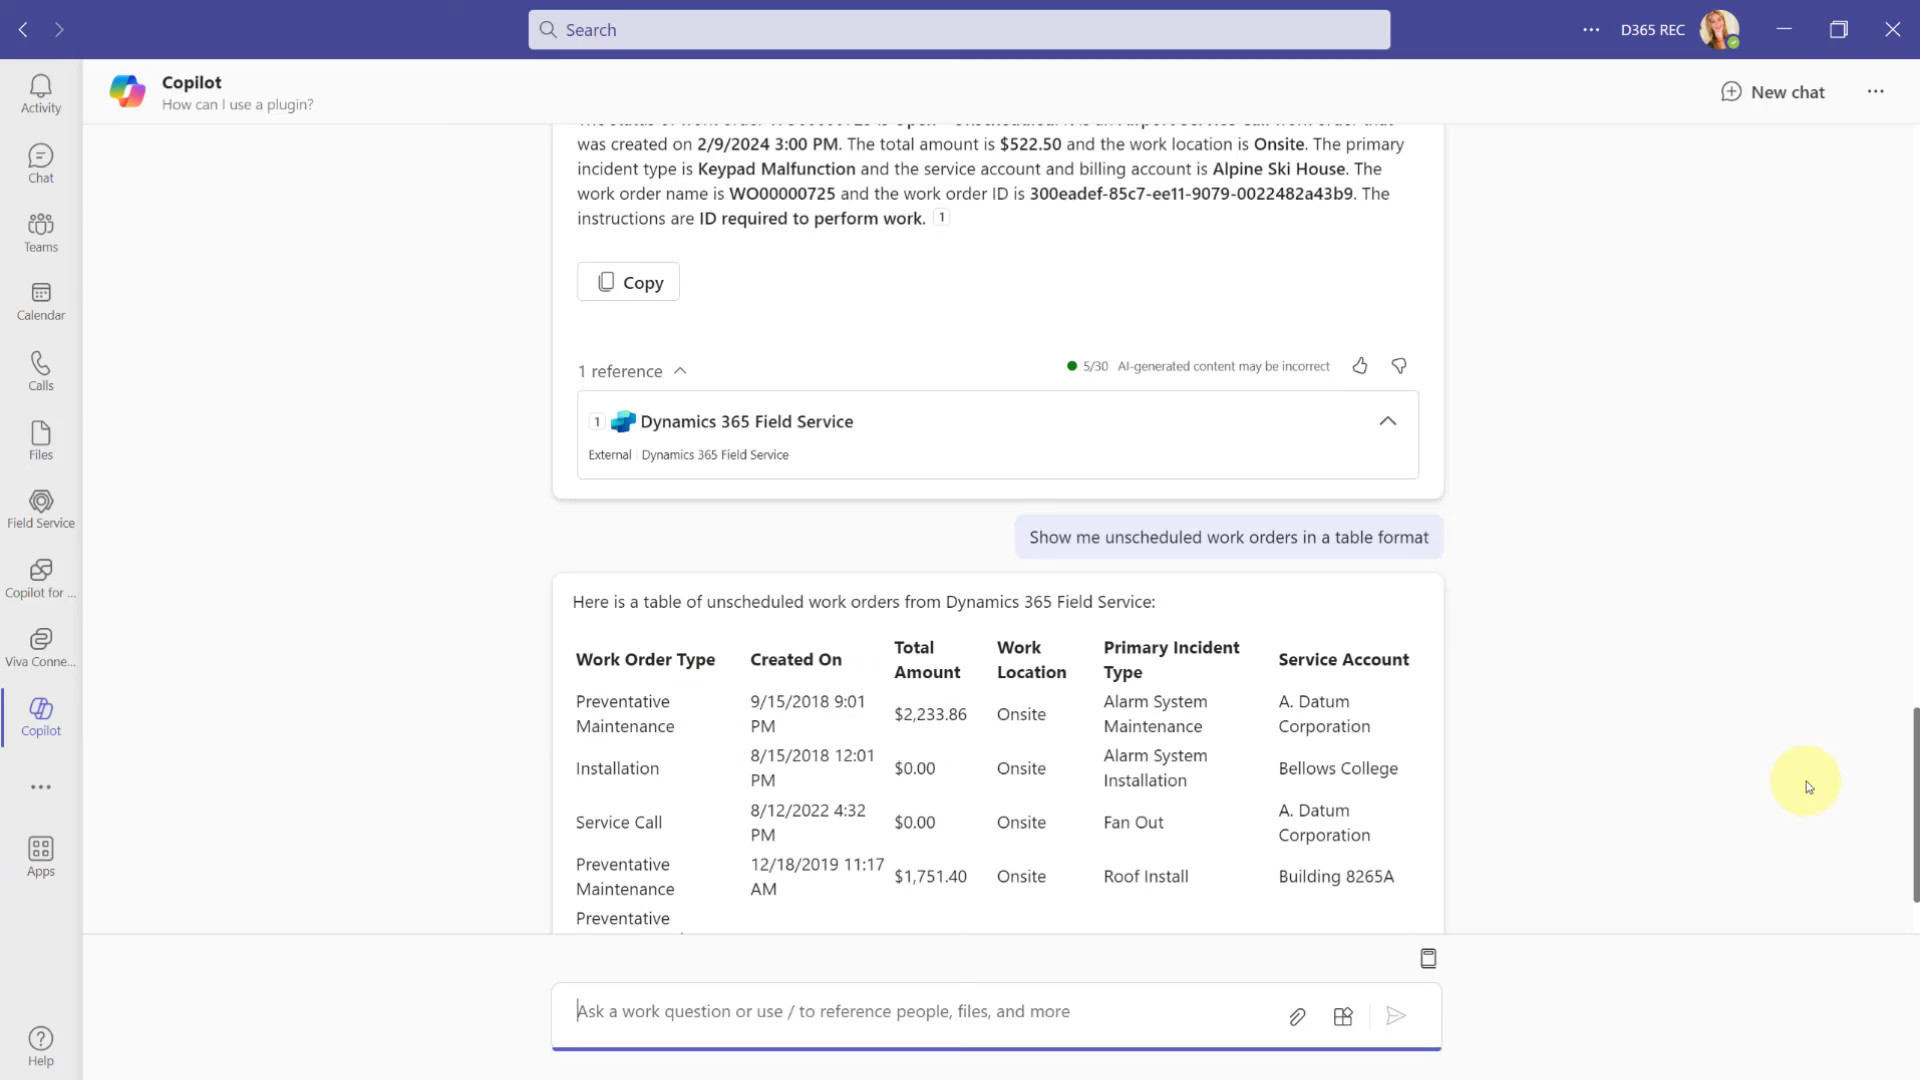 Search
D365 REC
Activity
Chat
Teams
Calendar
Calls
Files
Field Service
Copilot for ...
Viva Conne...
Copilot
Apps
Help
Copilot
How can I use a plugin?
New chat
was created on 2/9/2024 3:00 PM. The total amount is $522.50 and the work location is Onsite. The primary
incident type is Keypad Malfunction and the service account and billing account is Alpine Ski House. The
work order name is WO00000725 and the work order ID is 300eadef-85c7-ee11-9079-0022482a43b9. The
instructions are ID required to perform work. 1
Copy
1 reference
5/30 AI-generated content may be incorrect
1 Dynamics 365 Field Service
External Dynamics 365 Field Service
Show me unscheduled work orders in a table format
Here is a table of unscheduled work orders from Dynamics 365 Field Service:
Work Order Type Created On Total Amount Work Location Primary Incident Type Service Account
Preventative Maintenance 9/15/2018 9:01 PM $2,233.86 Onsite Alarm System Maintenance A. Datum Corporation
Installation 8/15/2018 12:01 PM $0.00 Onsite Alarm System Installation Bellows College
Service Call 8/12/2022 4:32 PM $0.00 Onsite Fan Out A. Datum Corporation
Preventative Maintenance 12/18/2019 11:17 AM $1,751.40 Onsite Roof Install Building 8265A
Preventative
Ask a work question or use / to reference people, files, and more